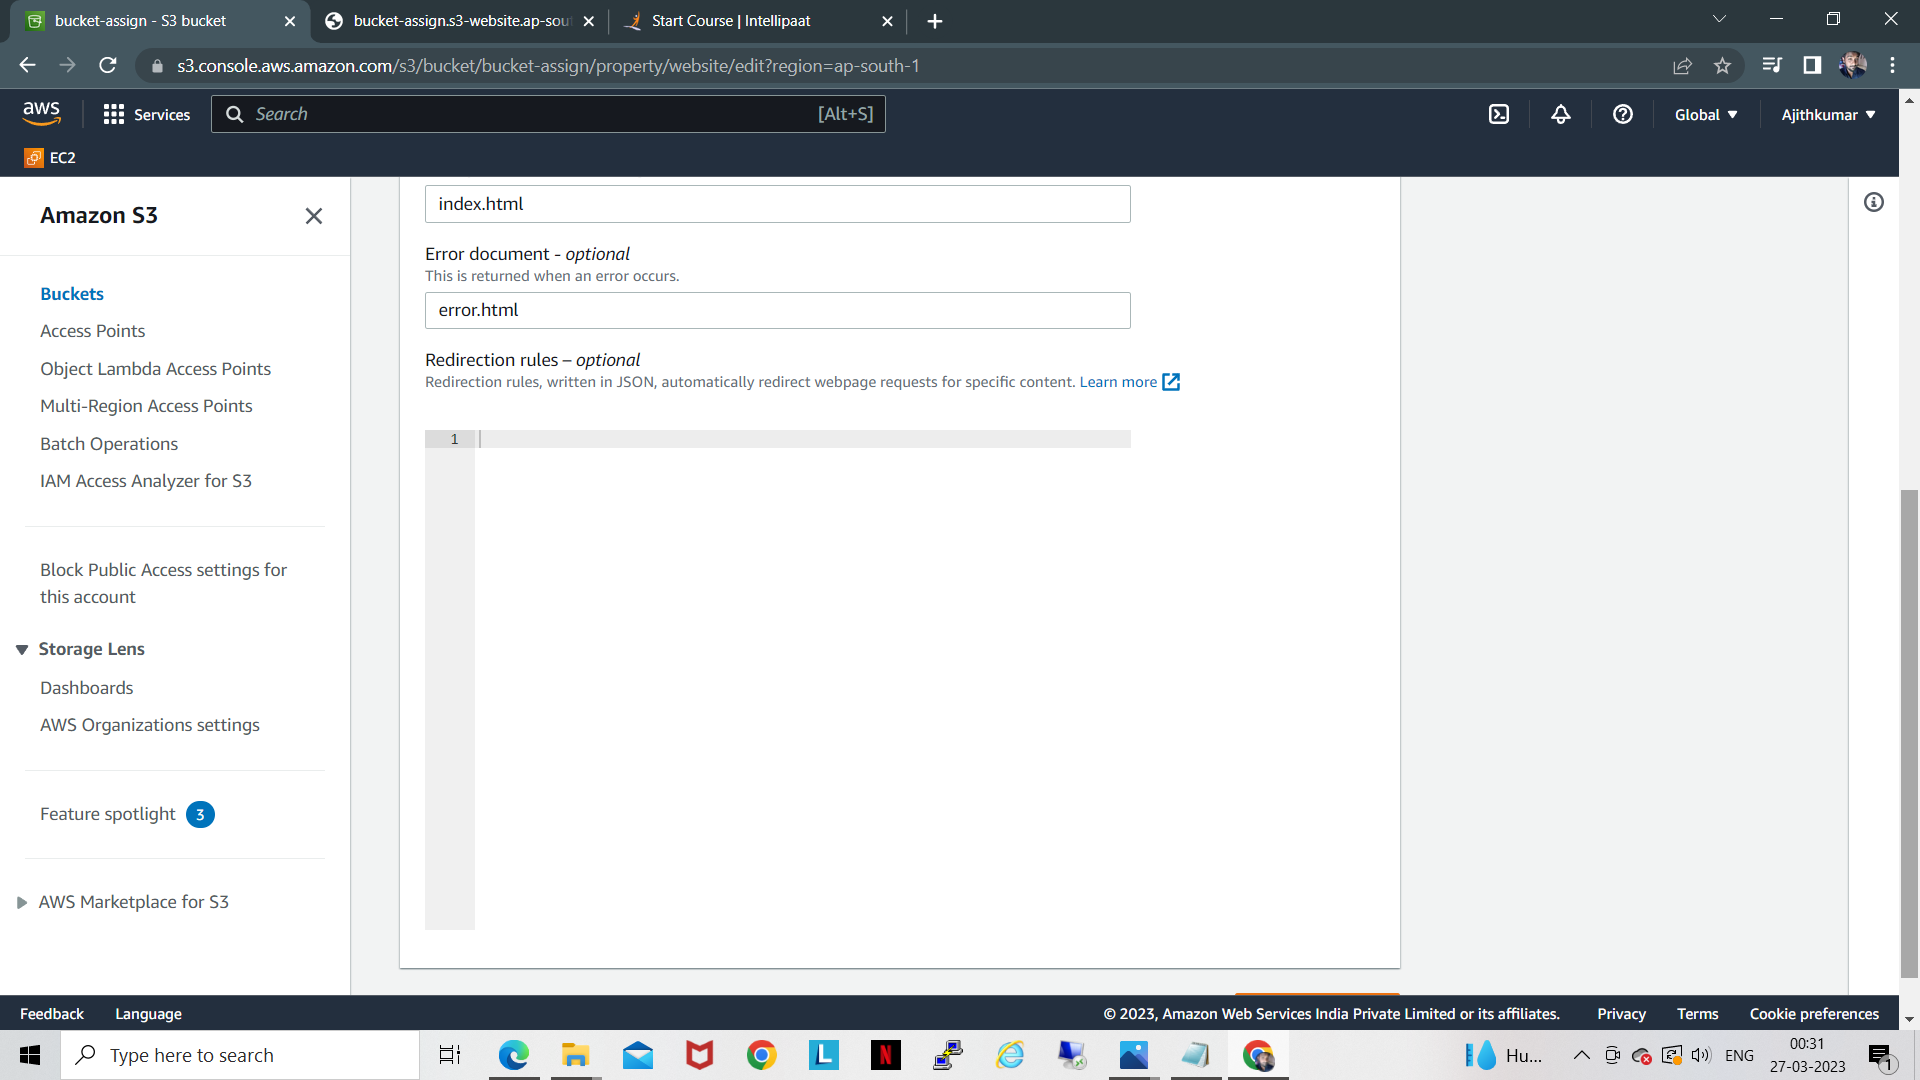 bucket-assign - S3 bucket
bucket-assign.s3-website.ap-sou
Start Course | Intellipaat
s3.console.aws.amazon.com/s3/bucket/bucket-assign/property/website/edit?region=ap-south-1
aws
Services
Search
[Alt+S]
Global
Ajithkumar
EC2
Amazon S3
Buckets
Access Points
Object Lambda Access Points
Multi-Region Access Points
Batch Operations
IAM Access Analyzer for S3
Block Public Access settings for
this account
Storage Lens
Dashboards
AWS Organizations settings
Feature spotlight 3
AWS Marketplace for S3
index.html
Error document - optional
This is returned when an error occurs.
error.html
Redirection rules – optional
Redirection rules, written in JSON, automatically redirect webpage requests for specific content. Learn more
1
Feedback
Language
© 2023, Amazon Web Services India Private Limited or its affiliates.
Privacy
Terms
Cookie preferences
Type here to search
L
N
Hu...
ENG
00:31
27-03-2023
1